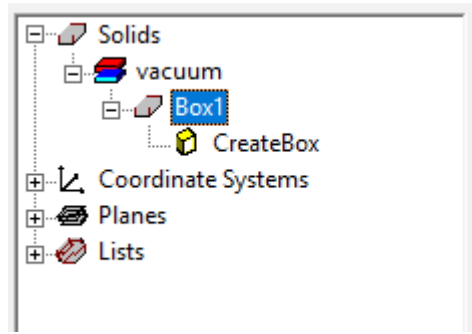 Solids
vacuum
Box1
CreateBox
Coordinate Systems
Planes
Lists